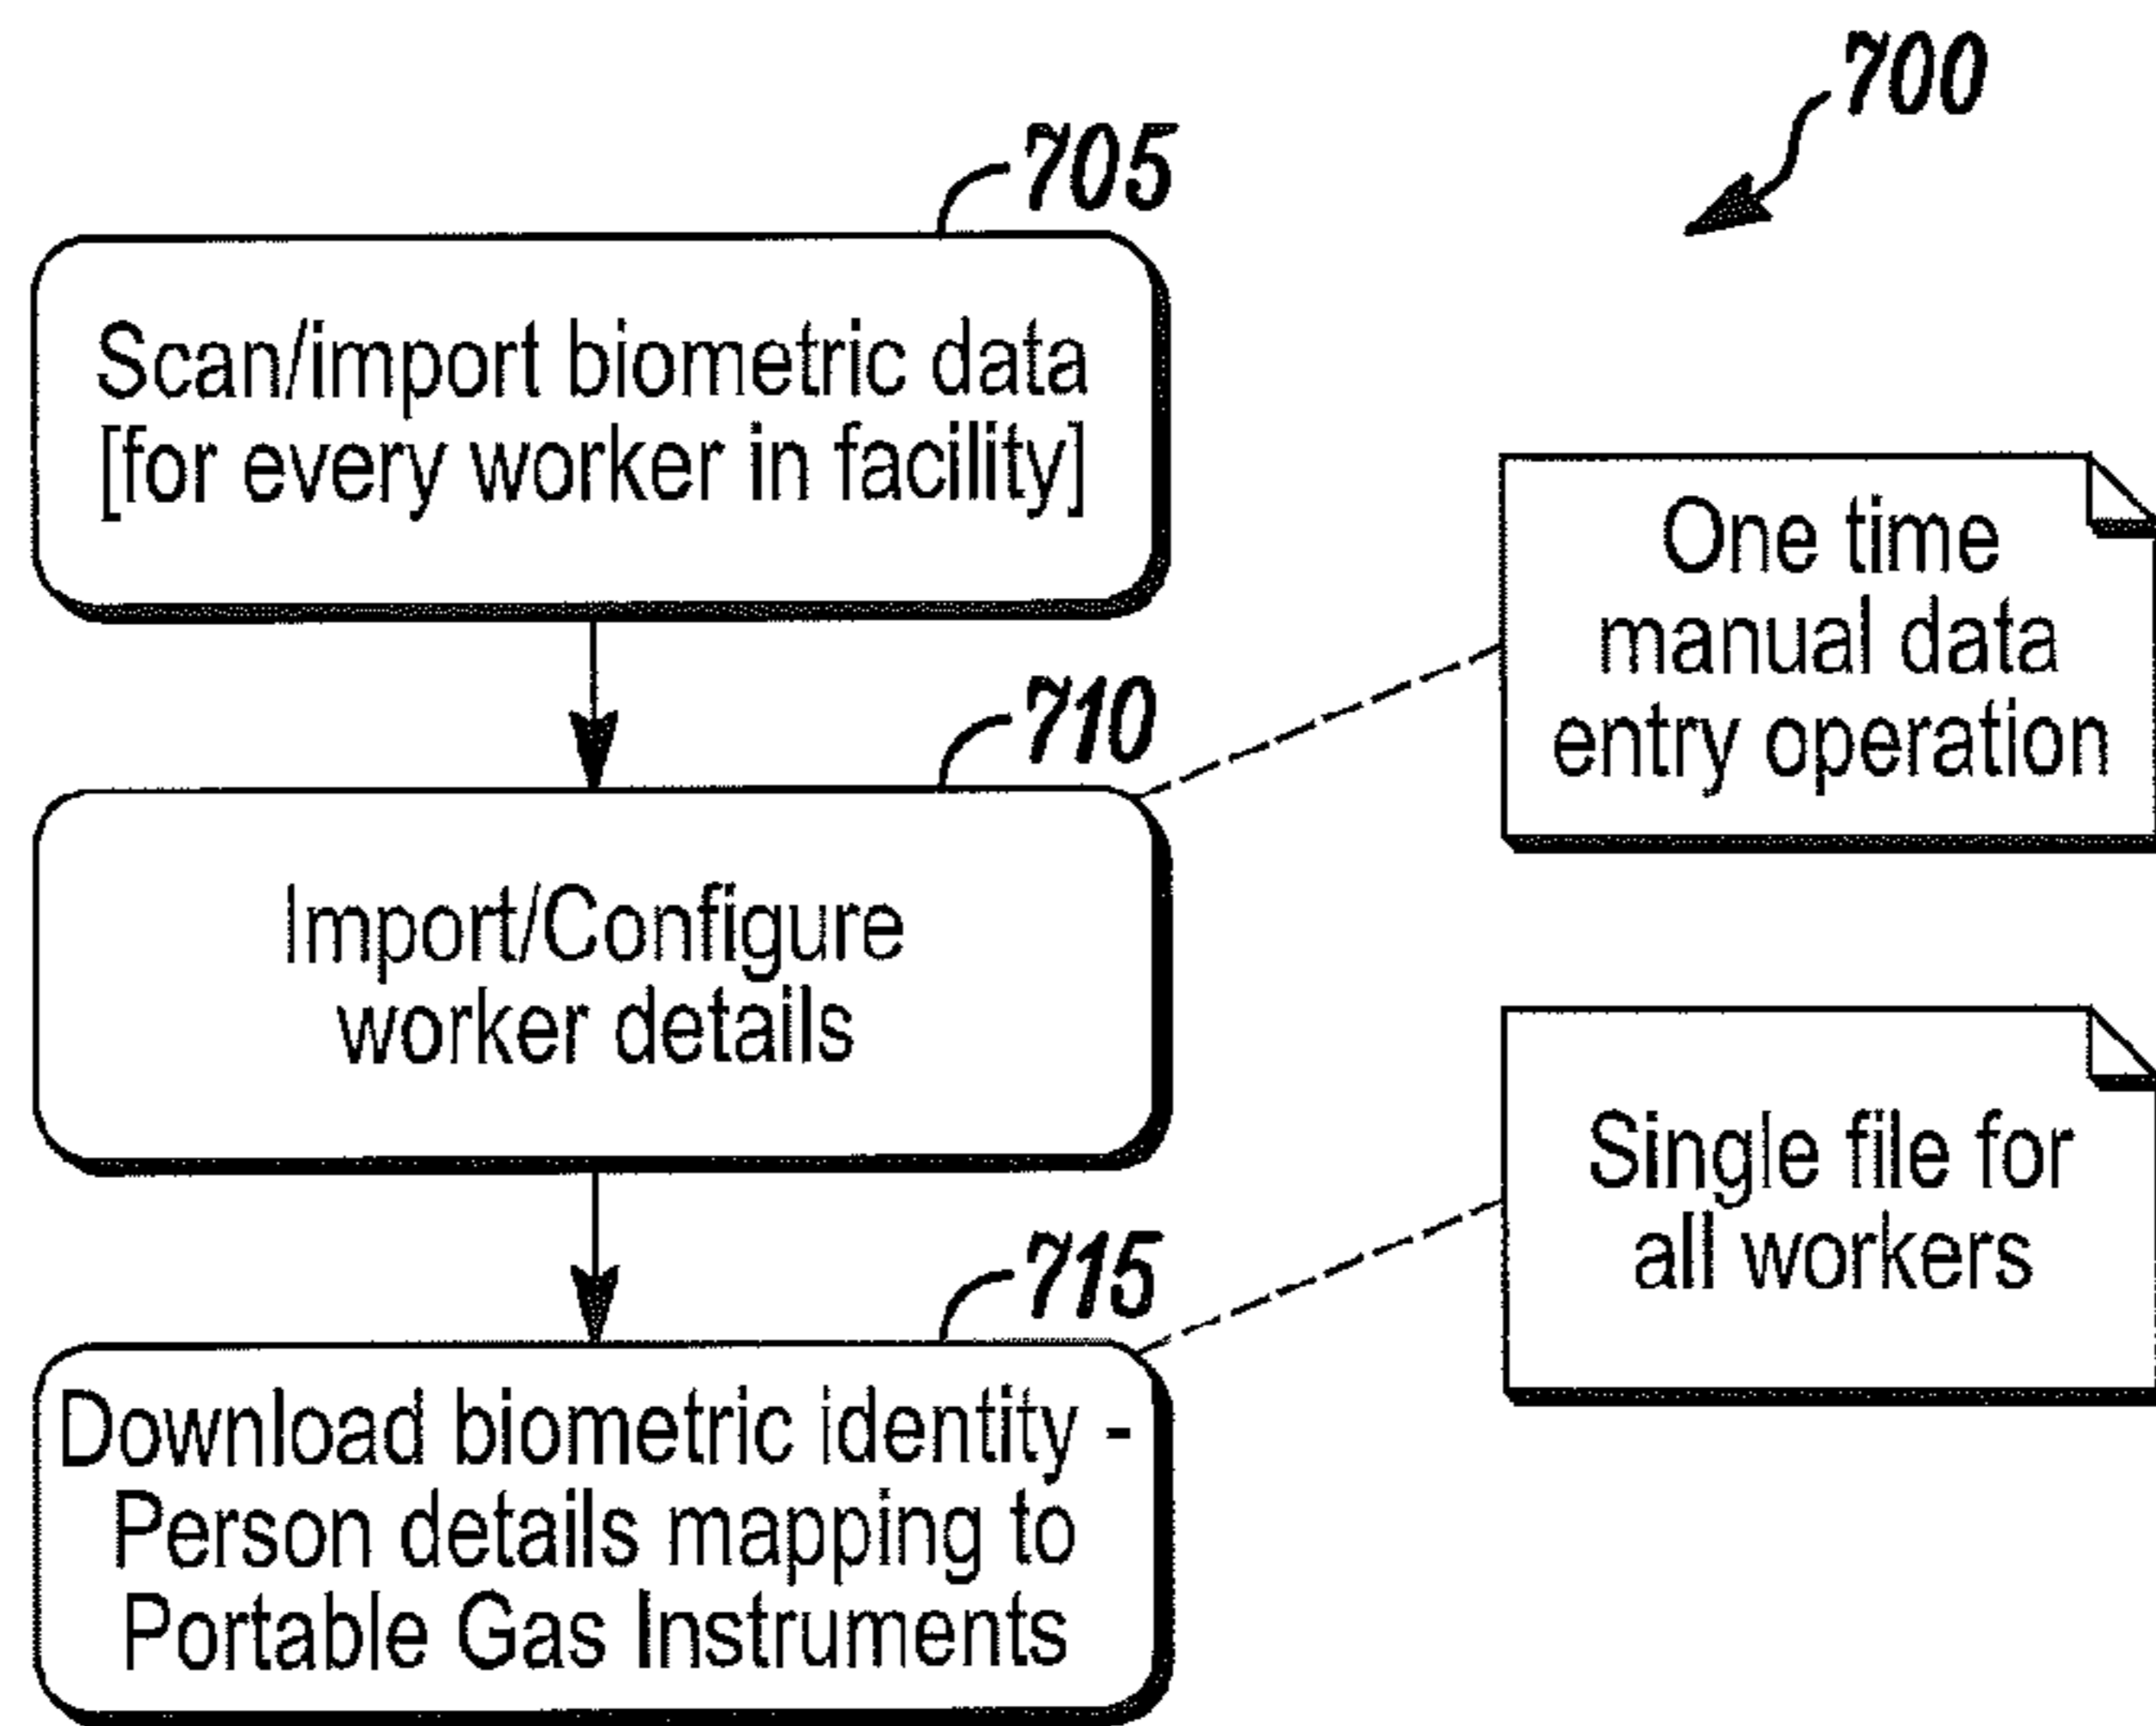 700
705
Scan/import biometric data
[for every worker in facility]
One time
manual data
entry operation
710
Import/Configure
worker details
Single file for
all workers
715
Download biometric identity -
Person details mapping to
Portable Gas Instruments